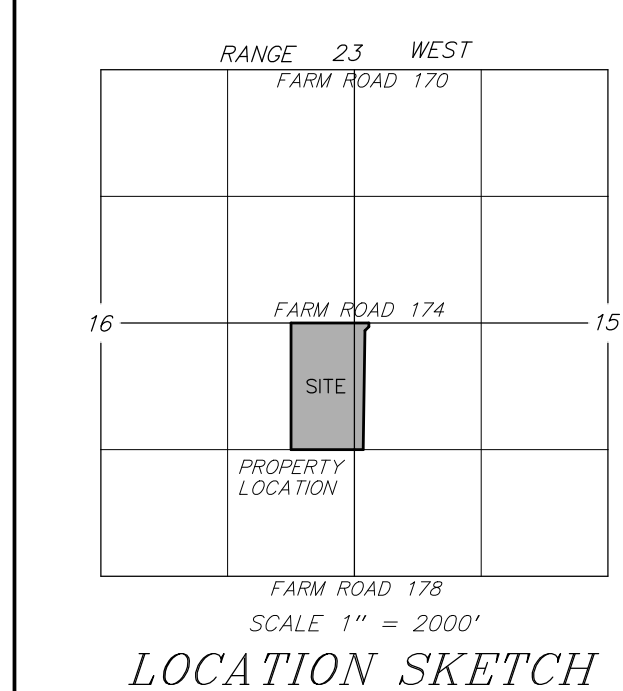 RANGE 23 WEST
FARM ROAD 170
FARM ROAD 174
16
15
SITE
PROPERTY
LOCATION
FARM ROAD 178
SCALE 1" = 2000'
LOCATION SKETCH